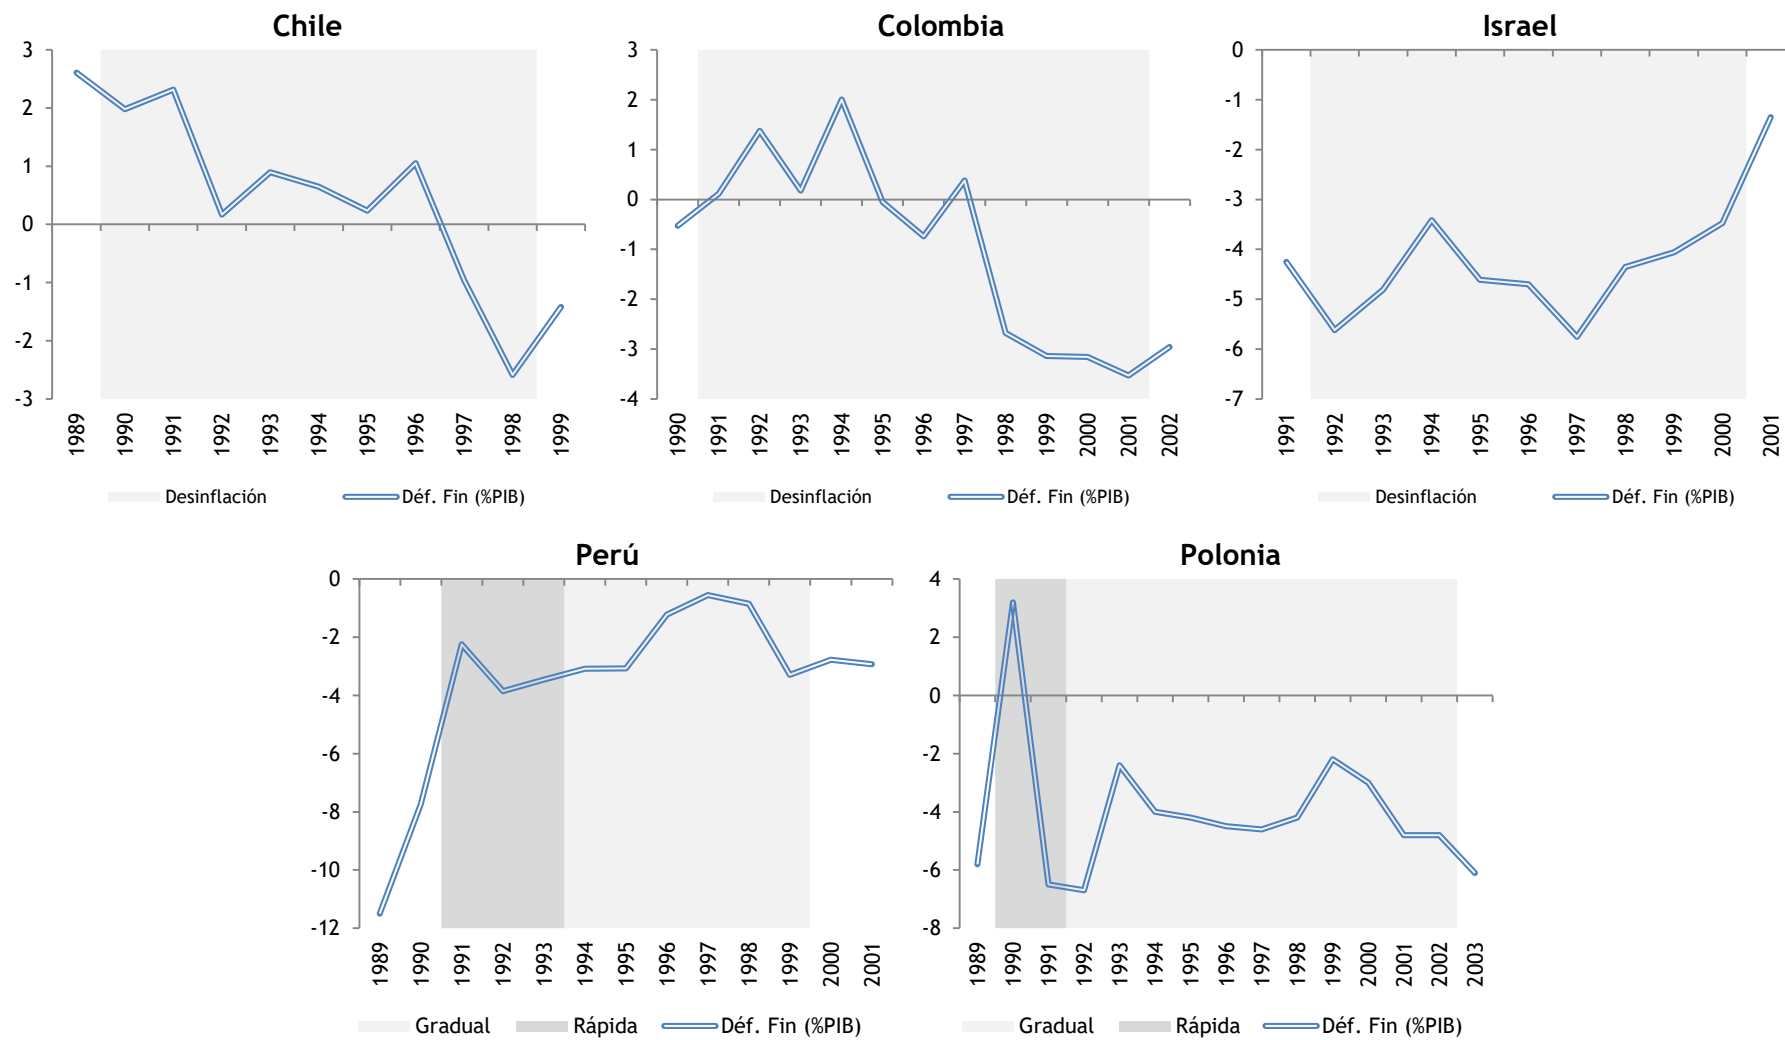 Chile
3
2
1
0
-1
-2
-3
1989 1990 1991 1992 1993 1994 1995 1996 1997 1998 1999
Desinflación Déf. Fin (%PIB)
Colombia
3
2
1
0
-1
-2
-3
-4
1990 1991 1992 1993 1994 1995 1996 1997 1998 1999 2000 2001 2002
Desinflación Déf. Fin (%PIB)
Israel
0
-1
-2
-3
-4
-5
-6
-7
1991 1992 1993 1994 1995 1996 1997 1998 1999 2000 2001
Desinflación Déf. Fin (%PIB)
Perú
0
-2
-4
-6
-8
-10
-12
1989 1990 1991 1992 1993 1994 1995 1996 1997 1998 1999 2000 2001
Gradual Rápida Déf. Fin (%PIB)
Polonia
4
2
0
-2
-4
-6
-8
1989 1990 1991 1992 1993 1994 1995 1996 1997 1998 1999 2000 2001 2002 2003
Gradual Rápida Déf. Fin (%PIB)